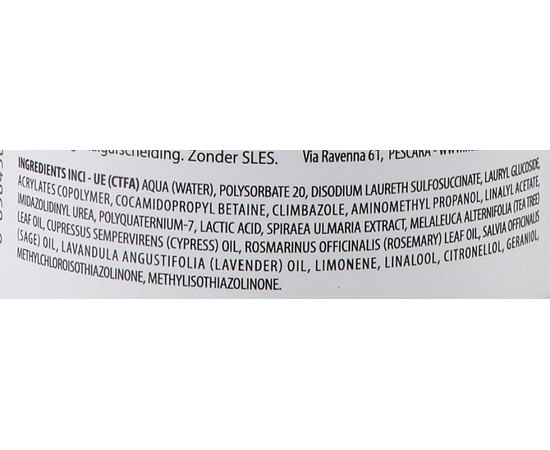 talgafscheiding. Zonder SLES.
Via Ravenna 61, PESCARA -
INGREDIENTS INCI - UE (CTFA) AQUA (WATER), POLYSORBATE 20, DISODIUM LAURETH SULFOSUCCINATE, LAURYL GLUCOSIDE,
ACRYLATES COPOLYMER, COCAMIDOPROPYL BETAINE, CLIMBAZOLE, AMINOMETHYL PROPANOL, LINALYL ACETATE,
IMIDAZOLIDINYL UREA, POLYQUATERNIUM-7, LACTIC ACID, SPIRAEA ULMARIA EXTRACT, MELALEUCA ALTERNIFOLIA (TEA TREE)
LEAF OIL, CUPRESSUS SEMPERVIRENS (CYPRESS) OIL, ROSMARINUS OFFICINALIS (ROSEMARY) LEAF OIL, SALVIA OFFICINALIS
(SAGE) OIL, LAVANDULA ANGUSTIFOLIA (LAVENDER) OIL, LIMONENE, LINALOOL, CITRONELLOL, GERANIOL,
METHYLCHLOROISOTHIAZOLINONE, METHYLISOTHIAZOLINONE.